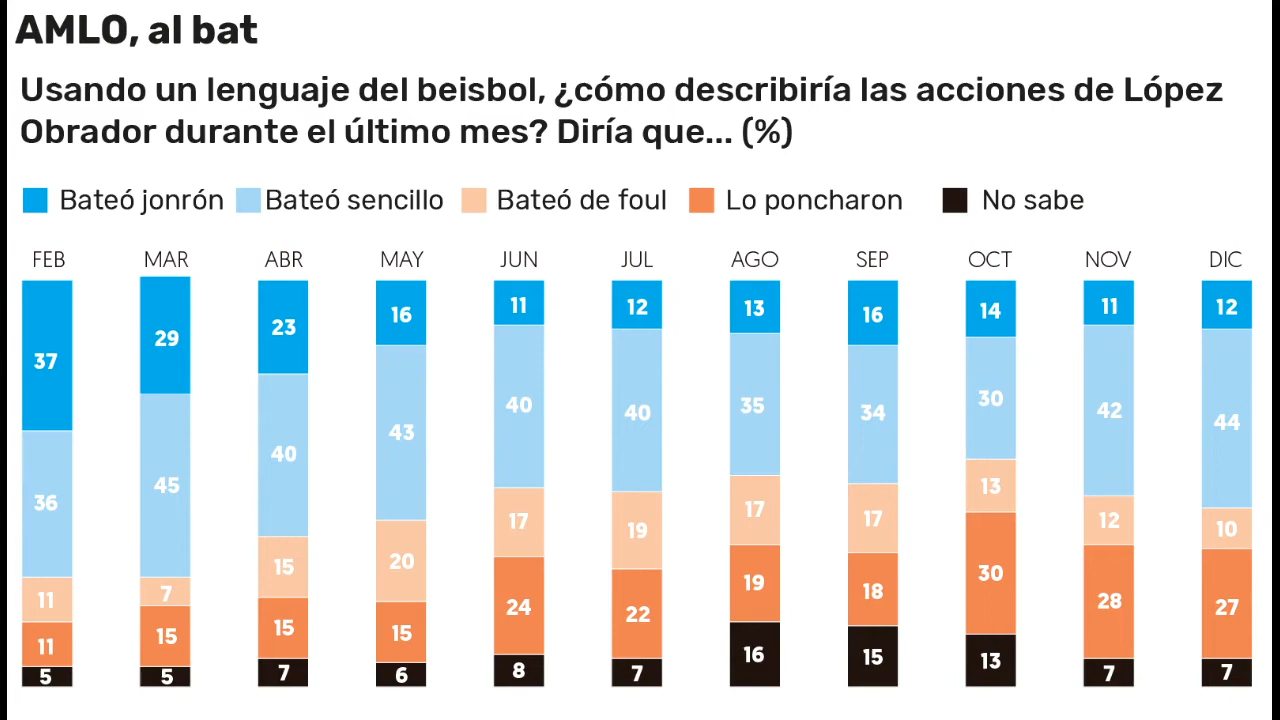 AMLO, al bat
Usando un lenguaje del beisbol, ¿cómo describiría las acciones de López
Obrador durante el último mes? Diría que... (%)
Bateó jonrón Bateó sencillo Bateó de foul Lo poncharon No sabe
FEB MAR ABR MAY JUN JUL AGO SEP OCT NOV DIC
37 29 23 16 11 12 13 16 14 11 12
36 45 40 43 40 40 35 34 30 42 44
11 7 15 20 17 19 17 17 13 12 10
11 15 15 15 24 22 19 18 30 28 27
5 5 7 6 8 7 16 15 13 7 7